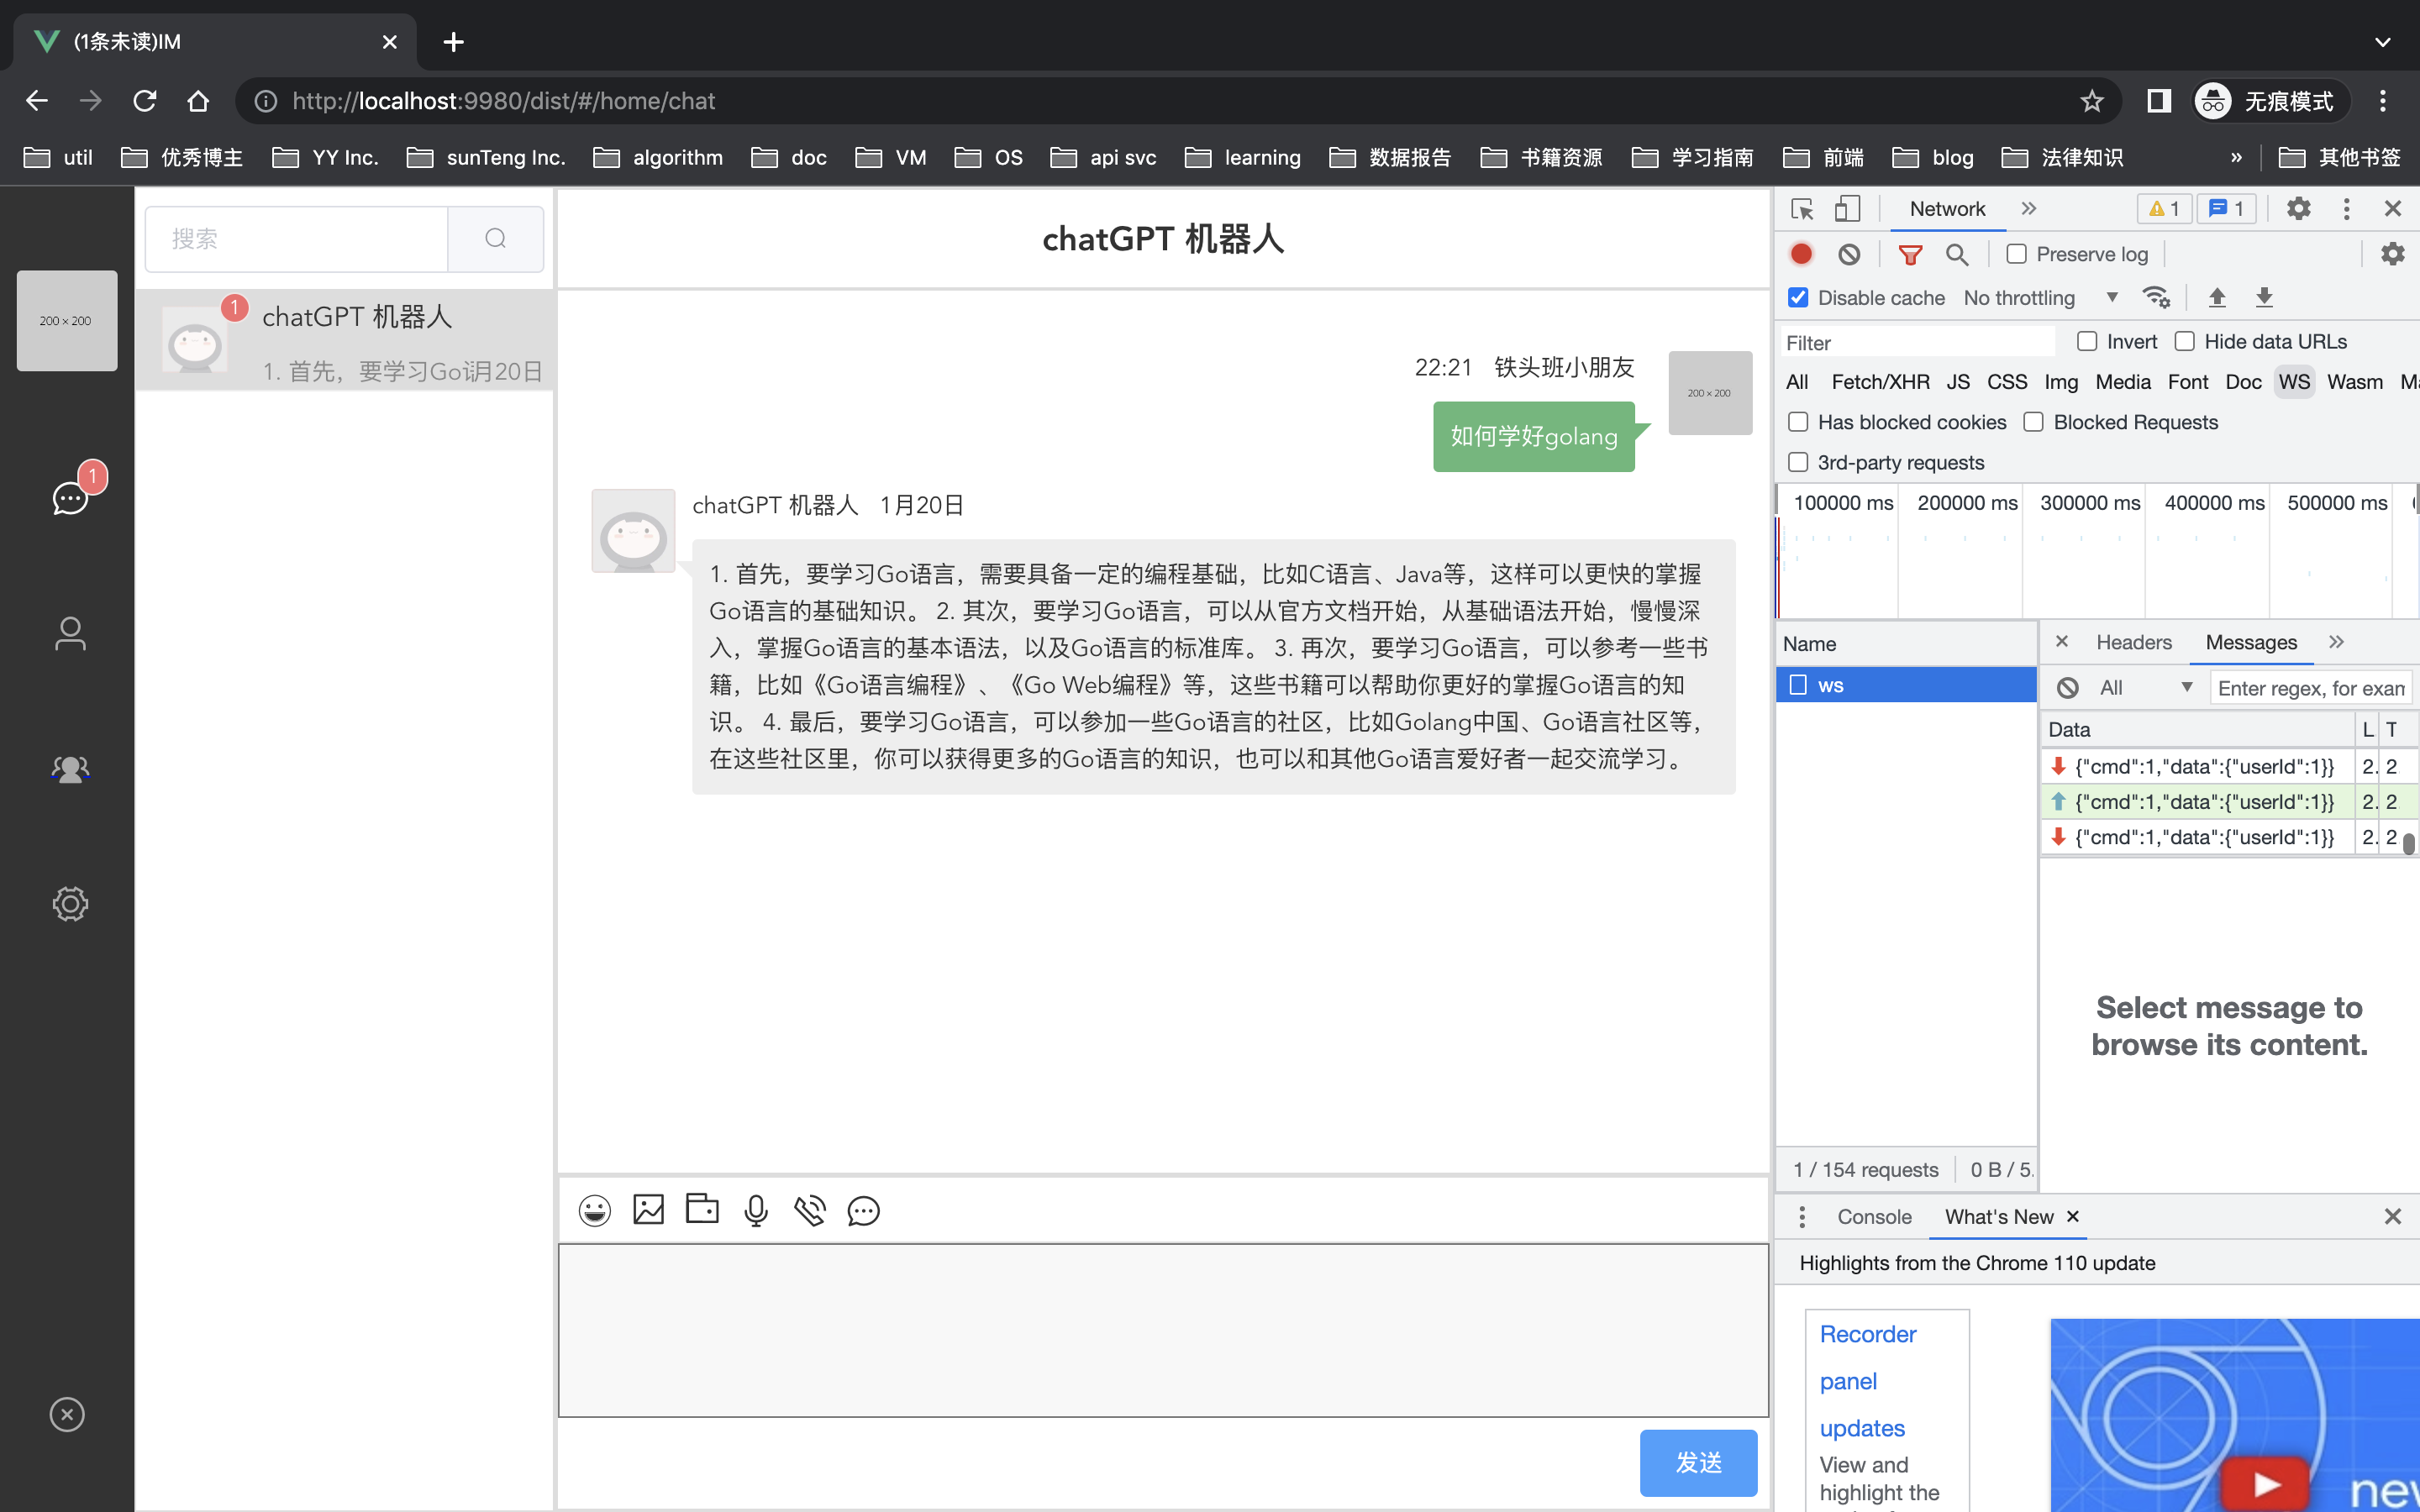 (1条未读)IM
http://localhost:9980/dist/#/home/chat
无痕模式
util 优秀博主 YY Inc. sunTeng Inc. algorithm doc VM OS api svc learning 数据报告 书籍资源 学习指南 前端 blog 法律知识 » 其他书签
搜索
200 × 200
1
chatGPT 机器人
1. 首先，要学习Go语
月20日
1
chatGPT 机器人
22:21 铁头班小朋友
200 × 200
如何学好golang
chatGPT 机器人 1月20日
1. 首先，要学习Go语言，需要具备一定的编程基础，比如C语言、Java等，这样可以更快的掌握
Go语言的基础知识。 2. 其次，要学习Go语言，可以从官方文档开始，从基础语法开始，慢慢深
入，掌握Go语言的基本语法，以及Go语言的标准库。 3. 再次，要学习Go语言，可以参考一些书
籍，比如《Go语言编程》、《Go Web编程》等，这些书籍可以帮助你更好的掌握Go语言的知
识。 4. 最后，要学习Go语言，可以参加一些Go语言的社区，比如Golang中国、Go语言社区等，
在这些社区里，你可以获得更多的Go语言的知识，也可以和其他Go语言爱好者一起交流学习。
发送
Network » 1 1
Preserve log
Disable cache No throttling
Filter Invert Hide data URLs
All Fetch/XHR JS CSS Img Media Font Doc WS Wasm
Has blocked cookies Blocked Requests
3rd-party requests
100000 ms 200000 ms 300000 ms 400000 ms 500000 ms
Name
ws
1 / 154 requests 0 B / 5.
Headers Messages »
All Enter regex, for exam
Data L T
{"cmd":1,"data":{"userId":1}} 2. 2
{"cmd":1,"data":{"userId":1}} 2. 2
{"cmd":1,"data":{"userId":1}} 2. 2
Select message to
browse its content.
Console What's New
Highlights from the Chrome 110 update
Recorder
panel
updates
View and
highlight the
new